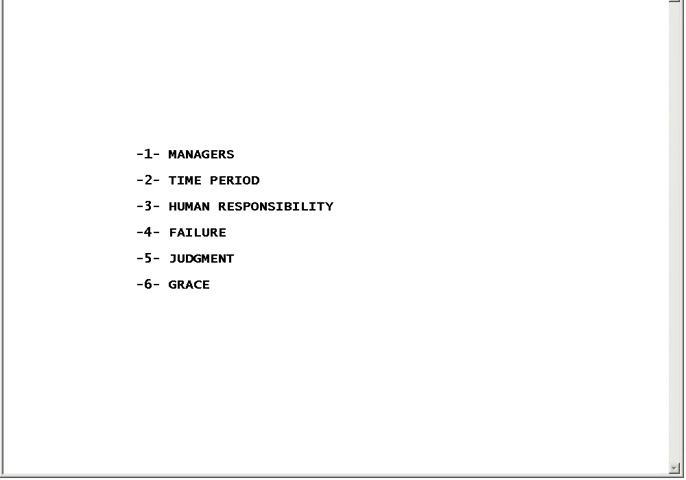 -1- MANAGERS
-2- TIME PERIOD
-3- HUMAN RESPONSIBILITY
-4- FAILURE
-5- JUDGMENT
-6- GRACE